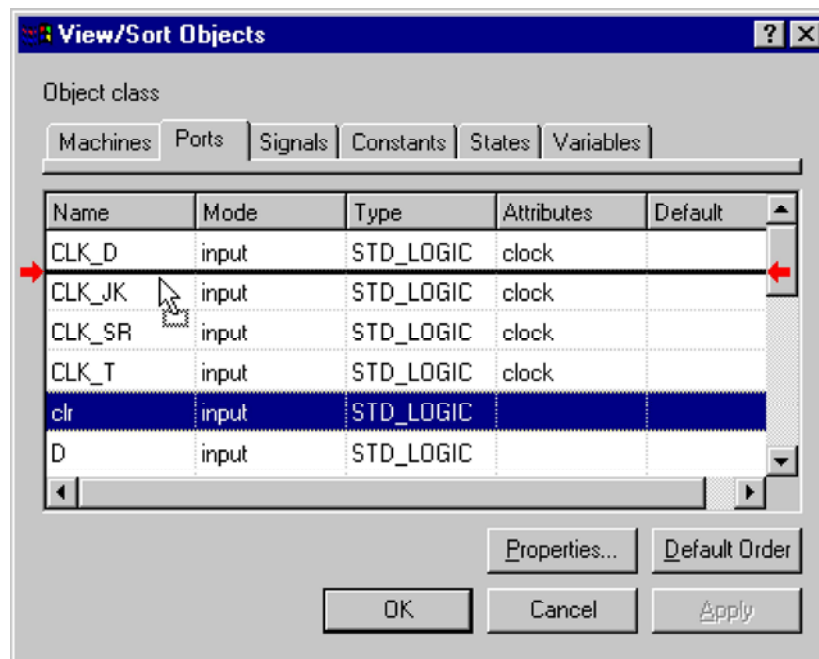 View/Sort Objects
Object class
Machines Ports Signals Constants States Variables
Name Mode Type Attributes Default
CLK_D input STD_LOGIC clock
CLK_JK input STD_LOGIC clock
CLK_SR input STD_LOGIC clock
CLK_T input STD_LOGIC clock
clr input STD_LOGIC
D input STD_LOGIC
Properties... Default Order
OK Cancel Apply